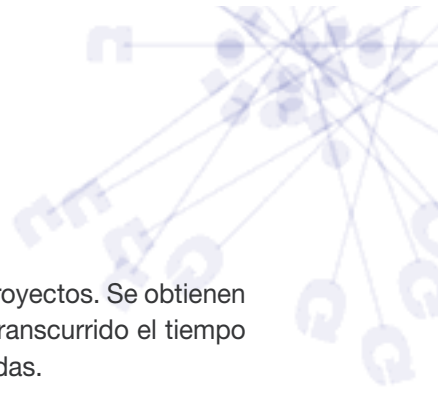 royectos. Se obtienen
ranscurrido el tiempo
das.